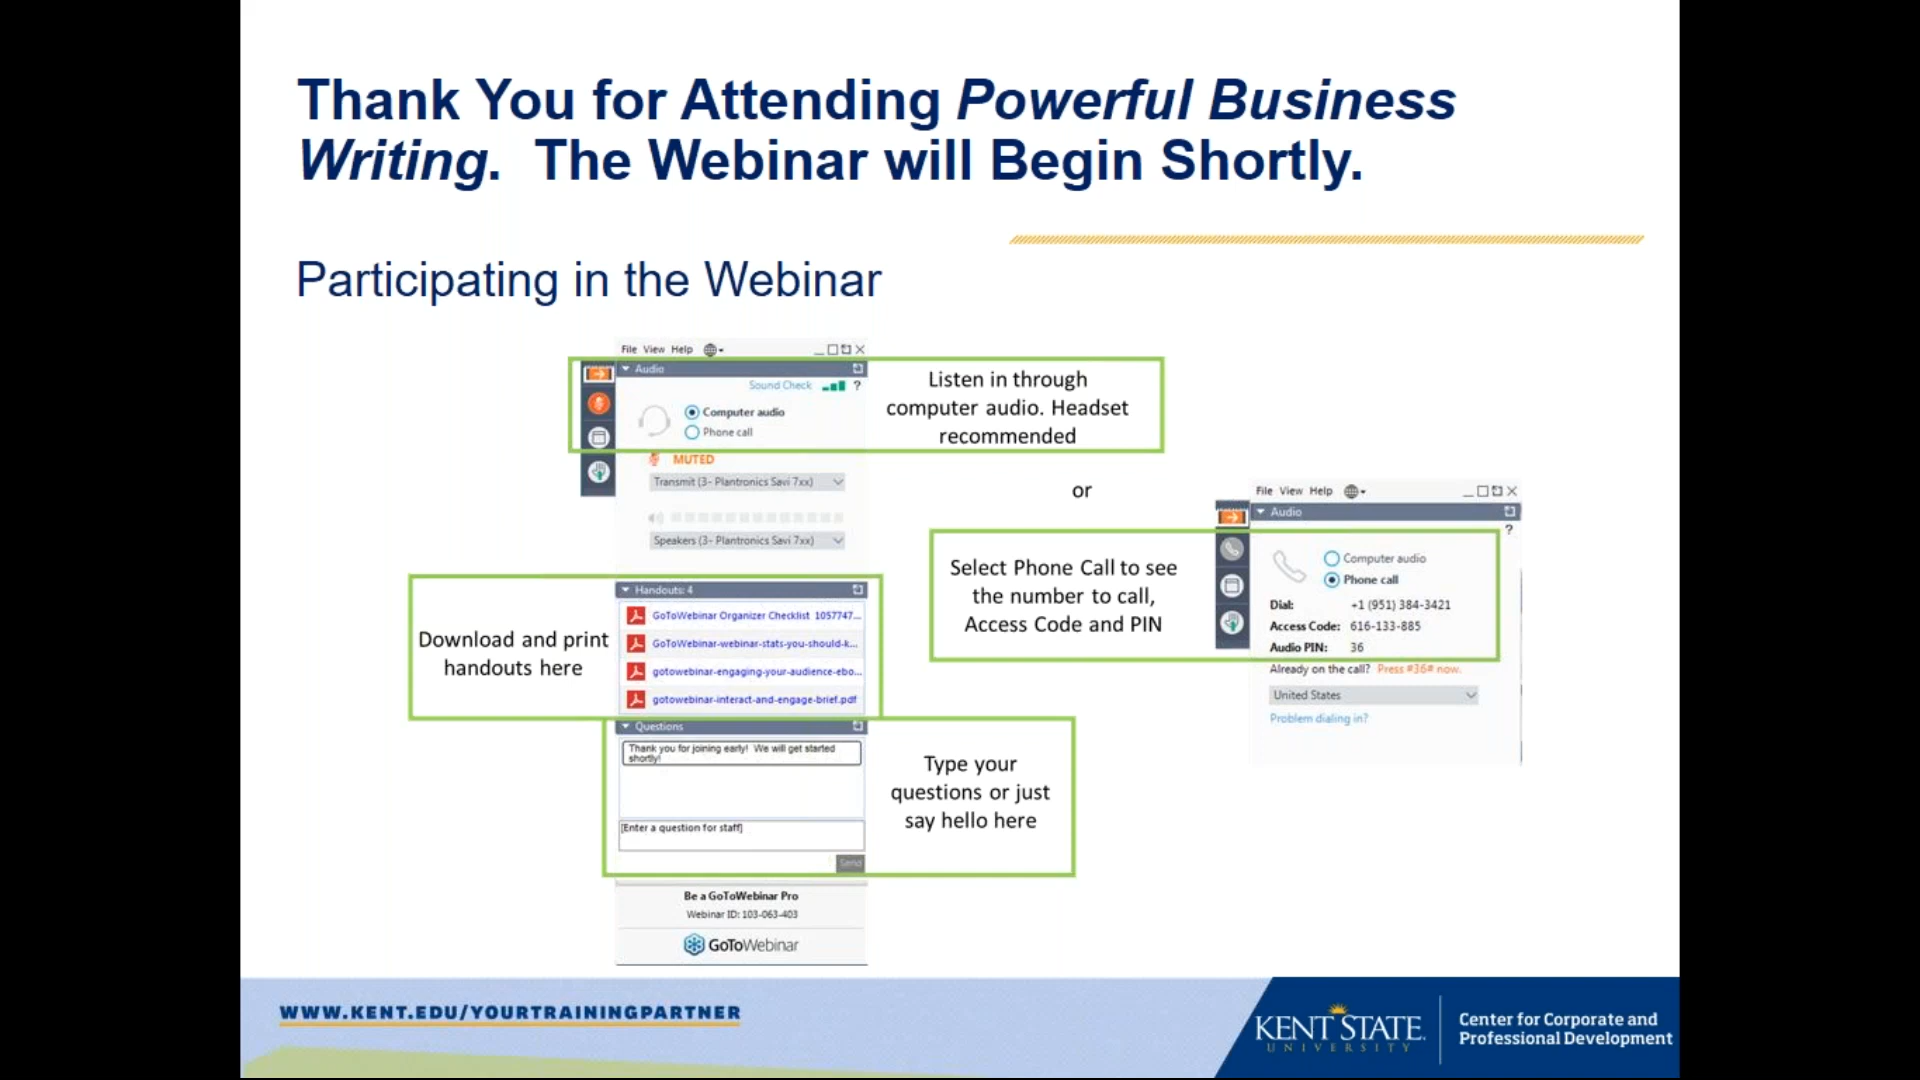 Thank You for Attending Powerful Business
Writing.  The Webinar will Begin Shortly.
Participating in the Webinar
File View Help
Audio
Sound Check ?
Computer audio
Phone call
MUTED
Transmit (3- Plantronics Savi 7xx)
Speakers (3- Plantronics Savi 7xx)
Listen in through
computer audio. Headset
recommended
or
Select Phone Call to see
the number to call,
Access Code and PIN
File View Help
Audio
?
Computer audio
Phone call
Dial: +1 (951) 384-3421
Access Code: 616-133-885
Audio PIN: 36
Already on the call? Press #36# now.
United States
Problem dialing in?
Download and print
handouts here
Handouts: 4
GoToWebinar Organizer Checklist 1057747...
GoToWebinar-webinar-stats-you-should-k...
gotowebinar-engaging-your-audience-ebo...
gotowebinar-interact-and-engage-brief.pdf
Questions
Thank you for joining early! We will get started
shortly!
[Enter a question for staff]
Send
Type your
questions or just
say hello here
Be a GoToWebinar Pro
Webinar ID: 103-063-403
GoToWebinar
WWW.KENT.EDU/YOURTRAININGPARTNER
KENT STATE
UNIVERSITY
Center for Corporate and
Professional Development